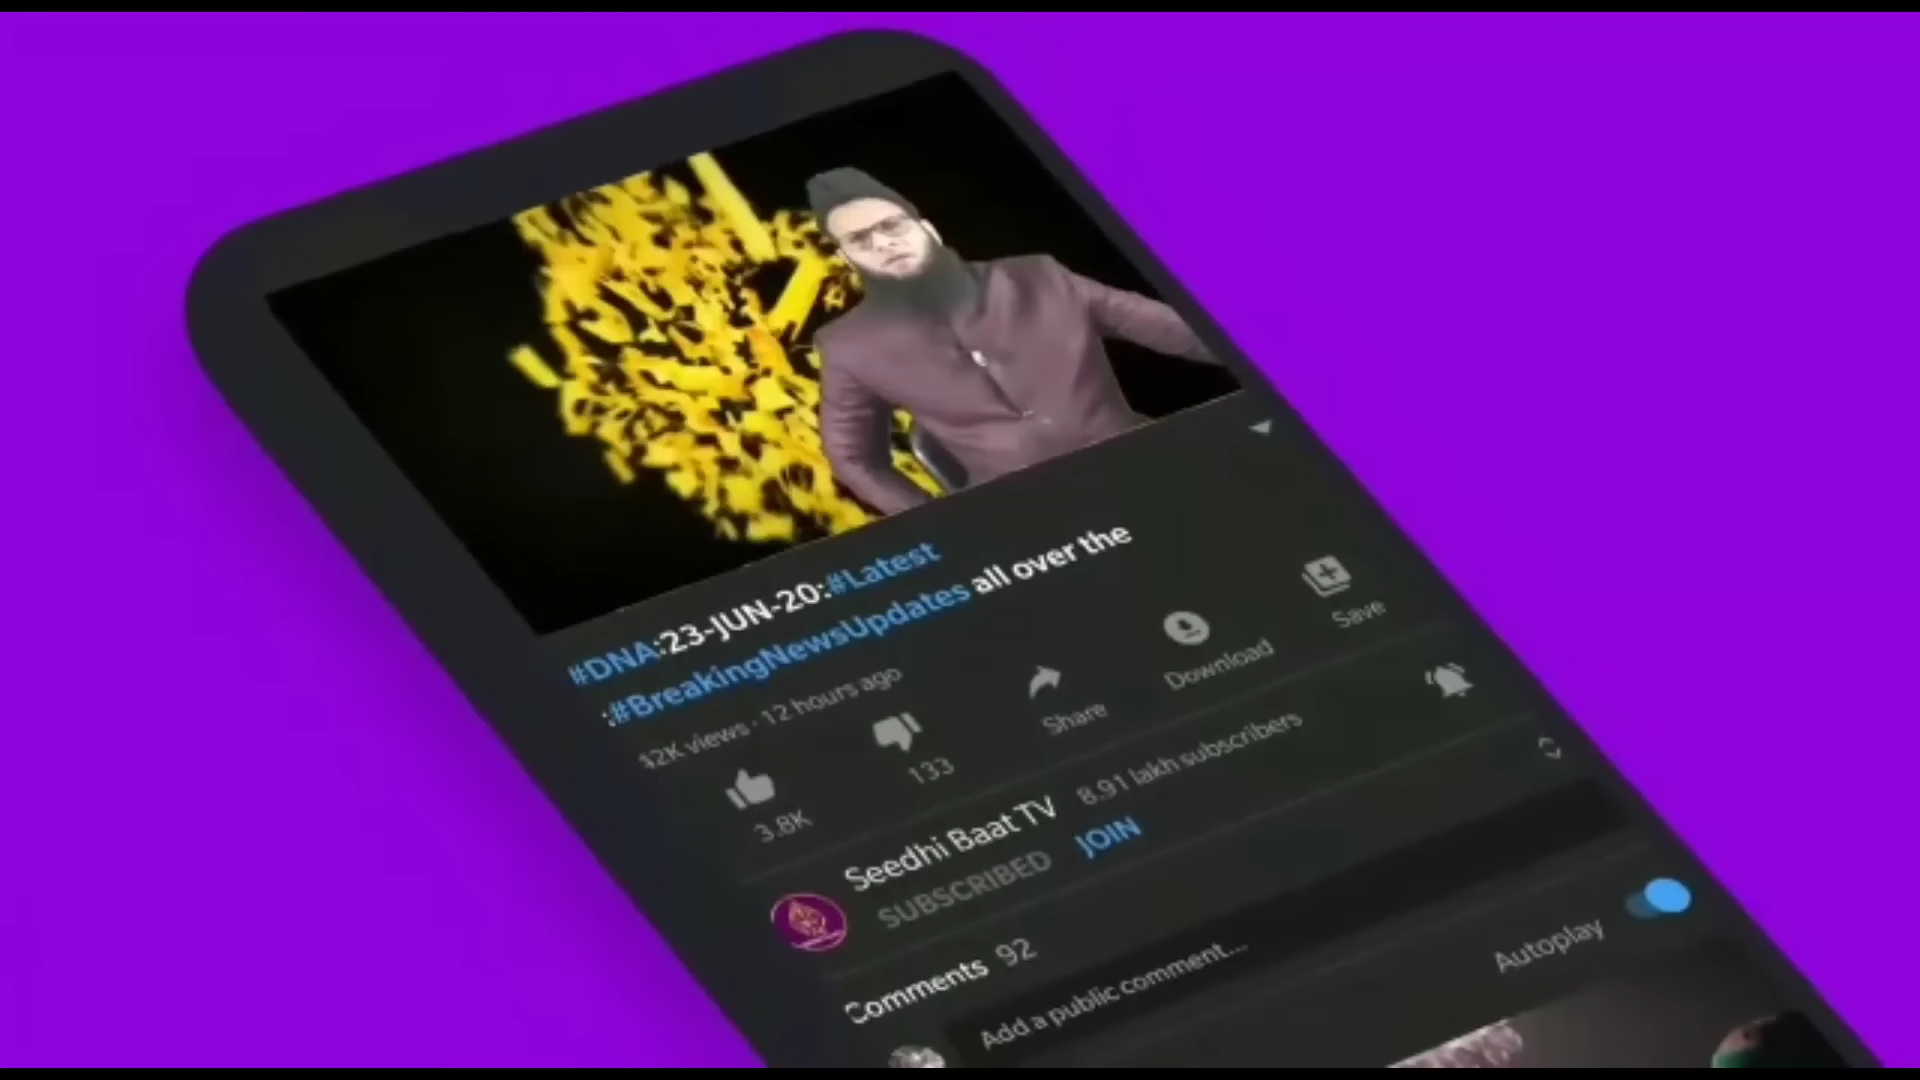 #DNA:23-JUN-20:#Latest
:#BreakingNewsUpdates all over the
12K views · 12 hours ago
3.8K
133
Share
Download
Save
Seedhi Baat TV 8.91 lakh subscribers
SUBSCRIBED JOIN
Comments 92
Add a public comment...
Autoplay